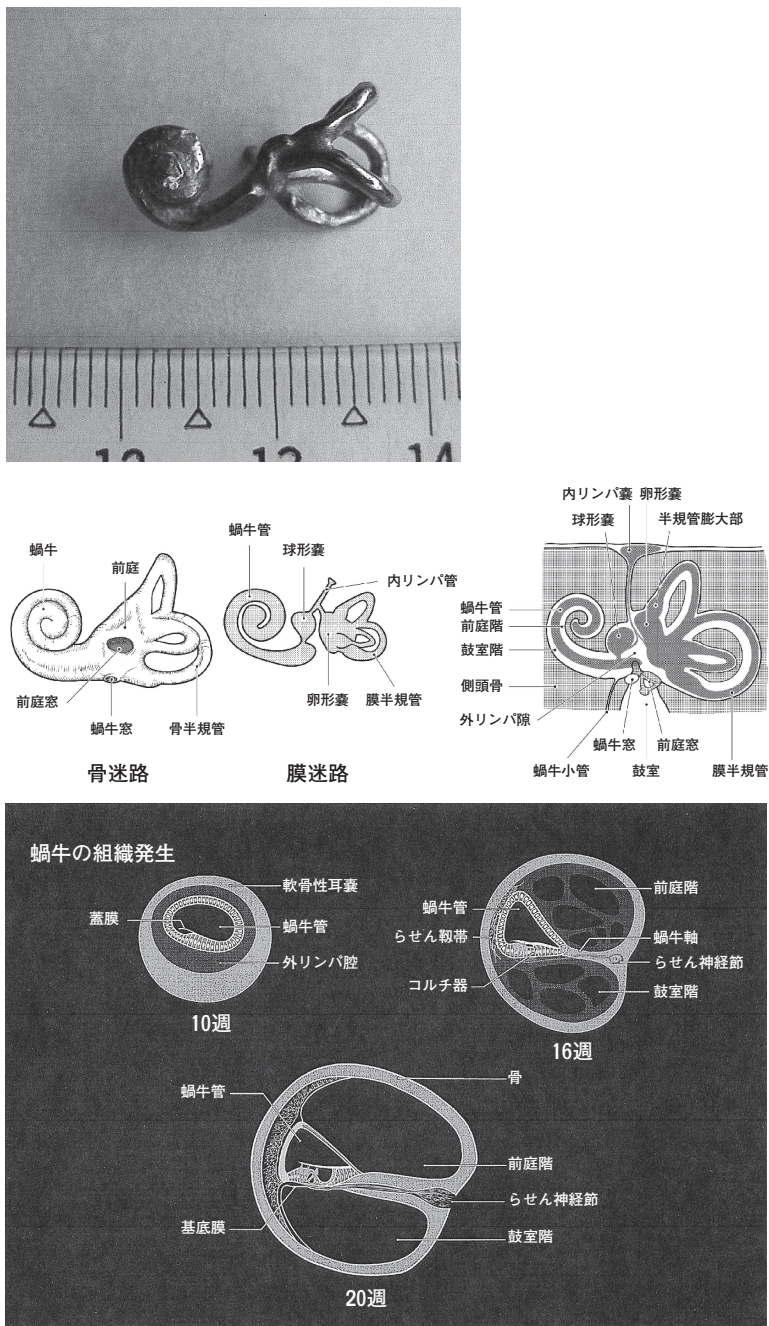 12 13 14
内リンパ嚢 卵形嚢
球形嚢 半規管膨大部
蝸牛管
蝸牛
球形嚢
前庭
内リンパ管
蝸牛管
前庭階
鼓室階
側頭骨
外リンパ隙
前庭窓
蝸牛窓
骨半規管
卵形嚢
膜半規管
蝸牛窓 前庭窓
蝸牛小管 鼓室 膜半規管
骨迷路
膜迷路
蝸牛の組織発生
軟骨性耳嚢
蓋膜
蝸牛管
外リンパ腔
10週
蝸牛管
らせん靱帯
コルチ器
前庭階
蝸牛軸
らせん神経節
鼓室階
16週
蝸牛管
骨
前庭階
らせん神経節
基底膜
鼓室階
20週